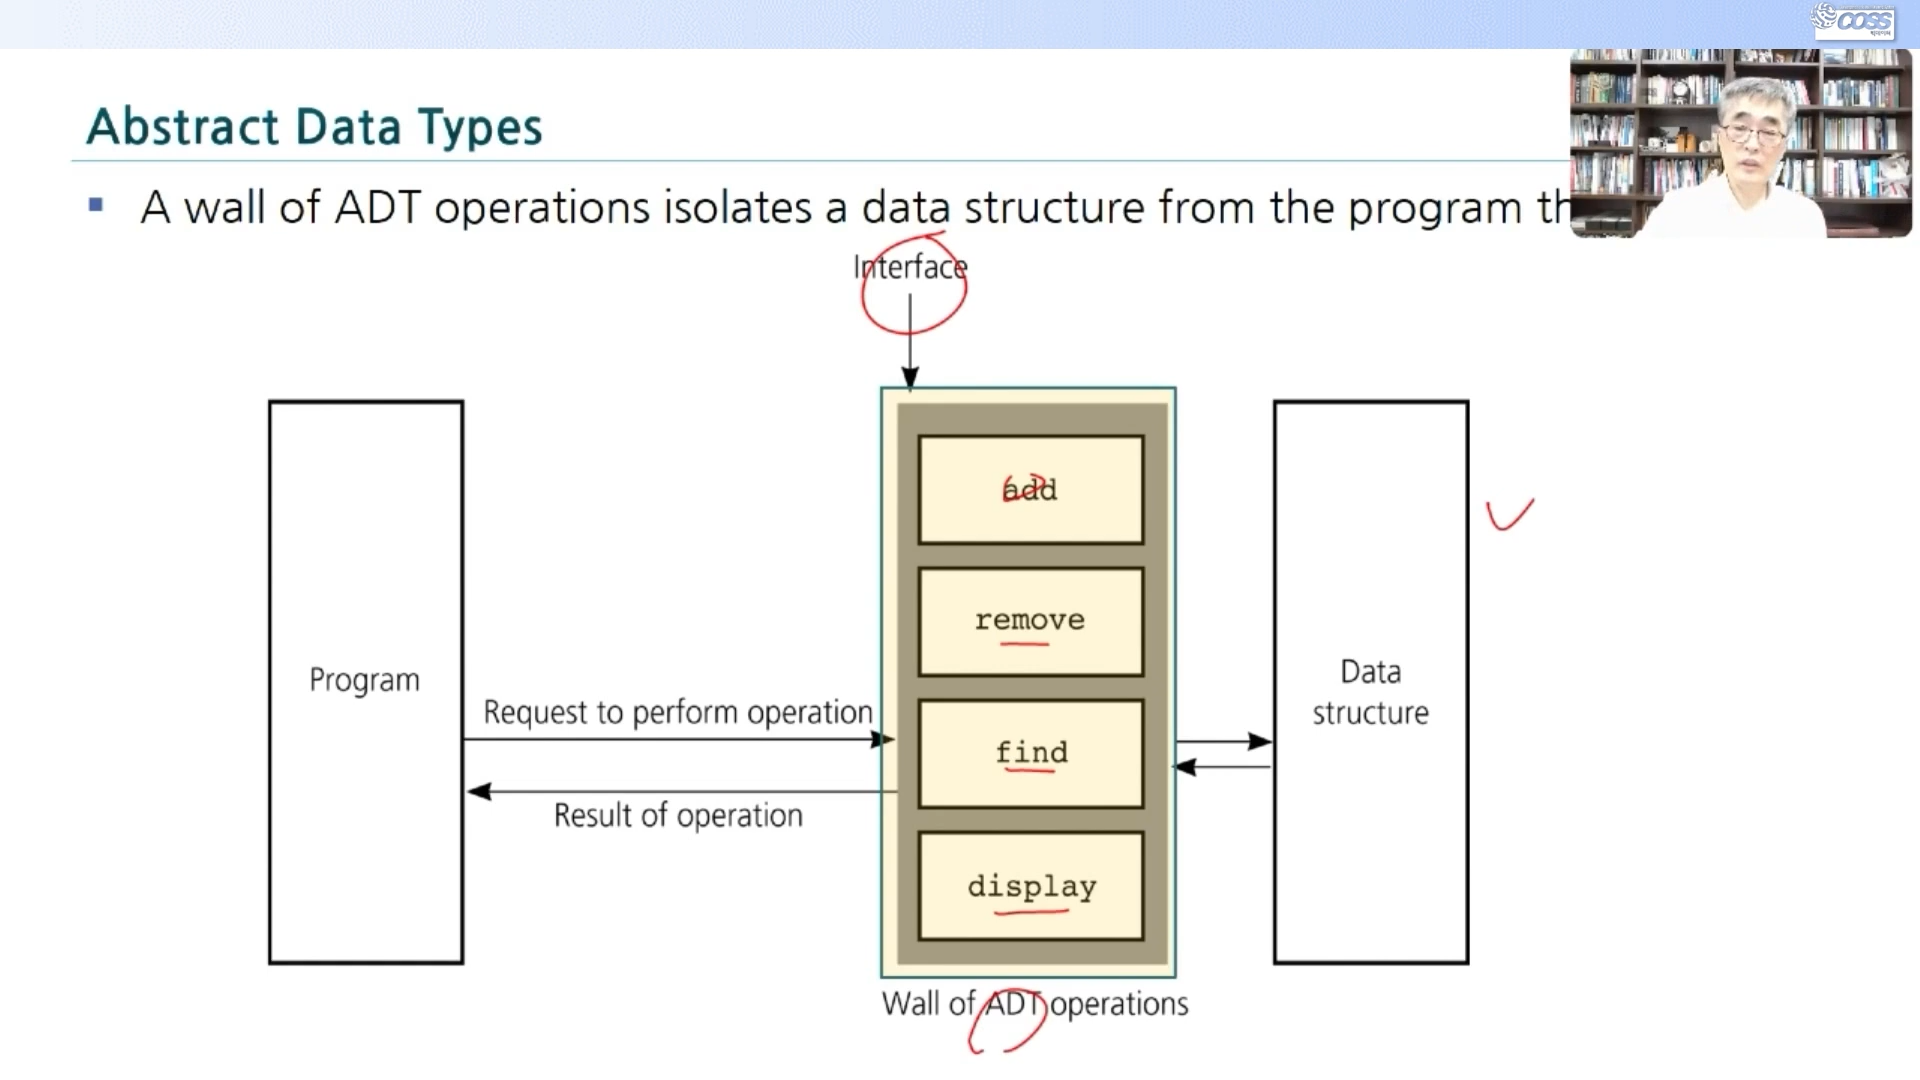 COSS
Abstract Data Types
▪ A wall of ADT operations isolates a data structure from the program th
Interface
add
remove
Program
Data
structure
Request to perform operation
find
Result of operation
display
Wall of ADT operations